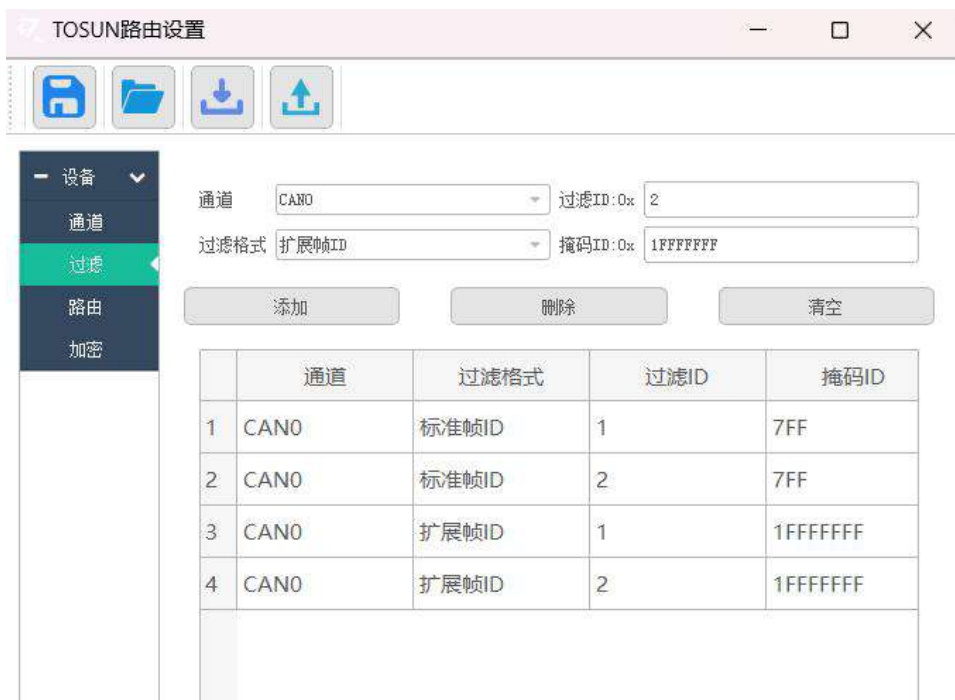 TOSUN路由设置
设备
通道
过滤
路由
加密
通道 CAN0 过滤ID:0x 2
过滤格式 扩展帧ID 掩码ID:0x 1FFFFFFF
添加 删除 清空
通道 过滤格式 过滤ID 掩码ID
1 CAN0 标准帧ID 1 7FF
2 CAN0 标准帧ID 2 7FF
3 CAN0 扩展帧ID 1 1FFFFFFF
4 CAN0 扩展帧ID 2 1FFFFFFF